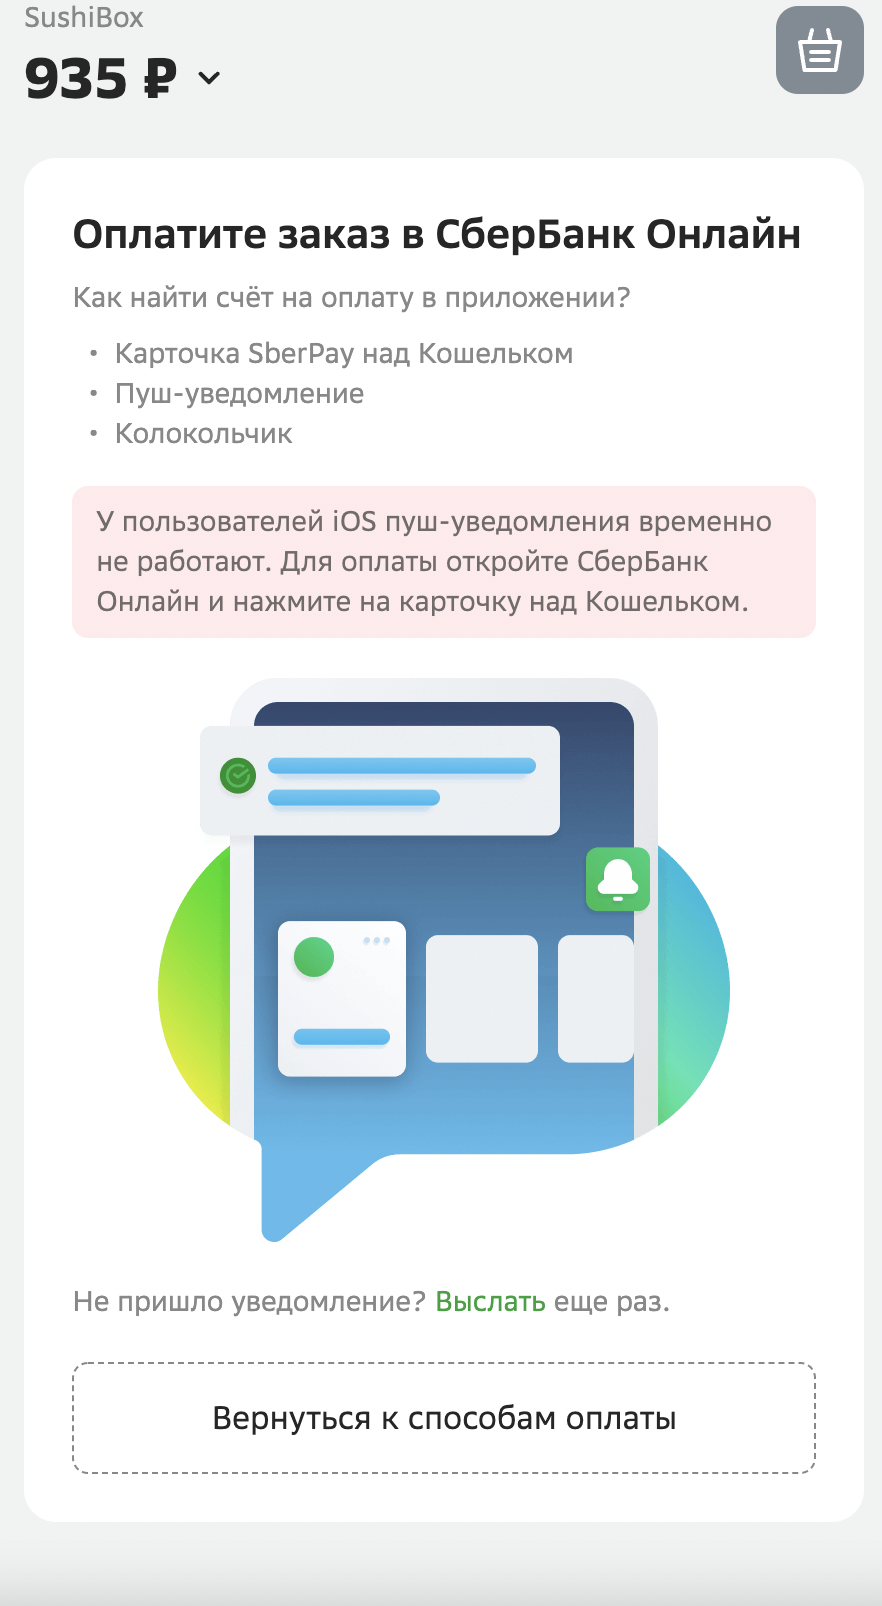 SushiBox
935 ₽
Оплатите заказ в СберБанк Онлайн
Как найти счёт на оплату в приложении?
• Карточка SberPay над Кошельком
• Пуш-уведомление
• Колокольчик
У пользователей iOS пуш-уведомления временно
не работают. Для оплаты откройте СберБанк
Онлайн и нажмите на карточку над Кошельком.
Не пришло уведомление? Выслать еще раз.
Вернуться к способам оплаты